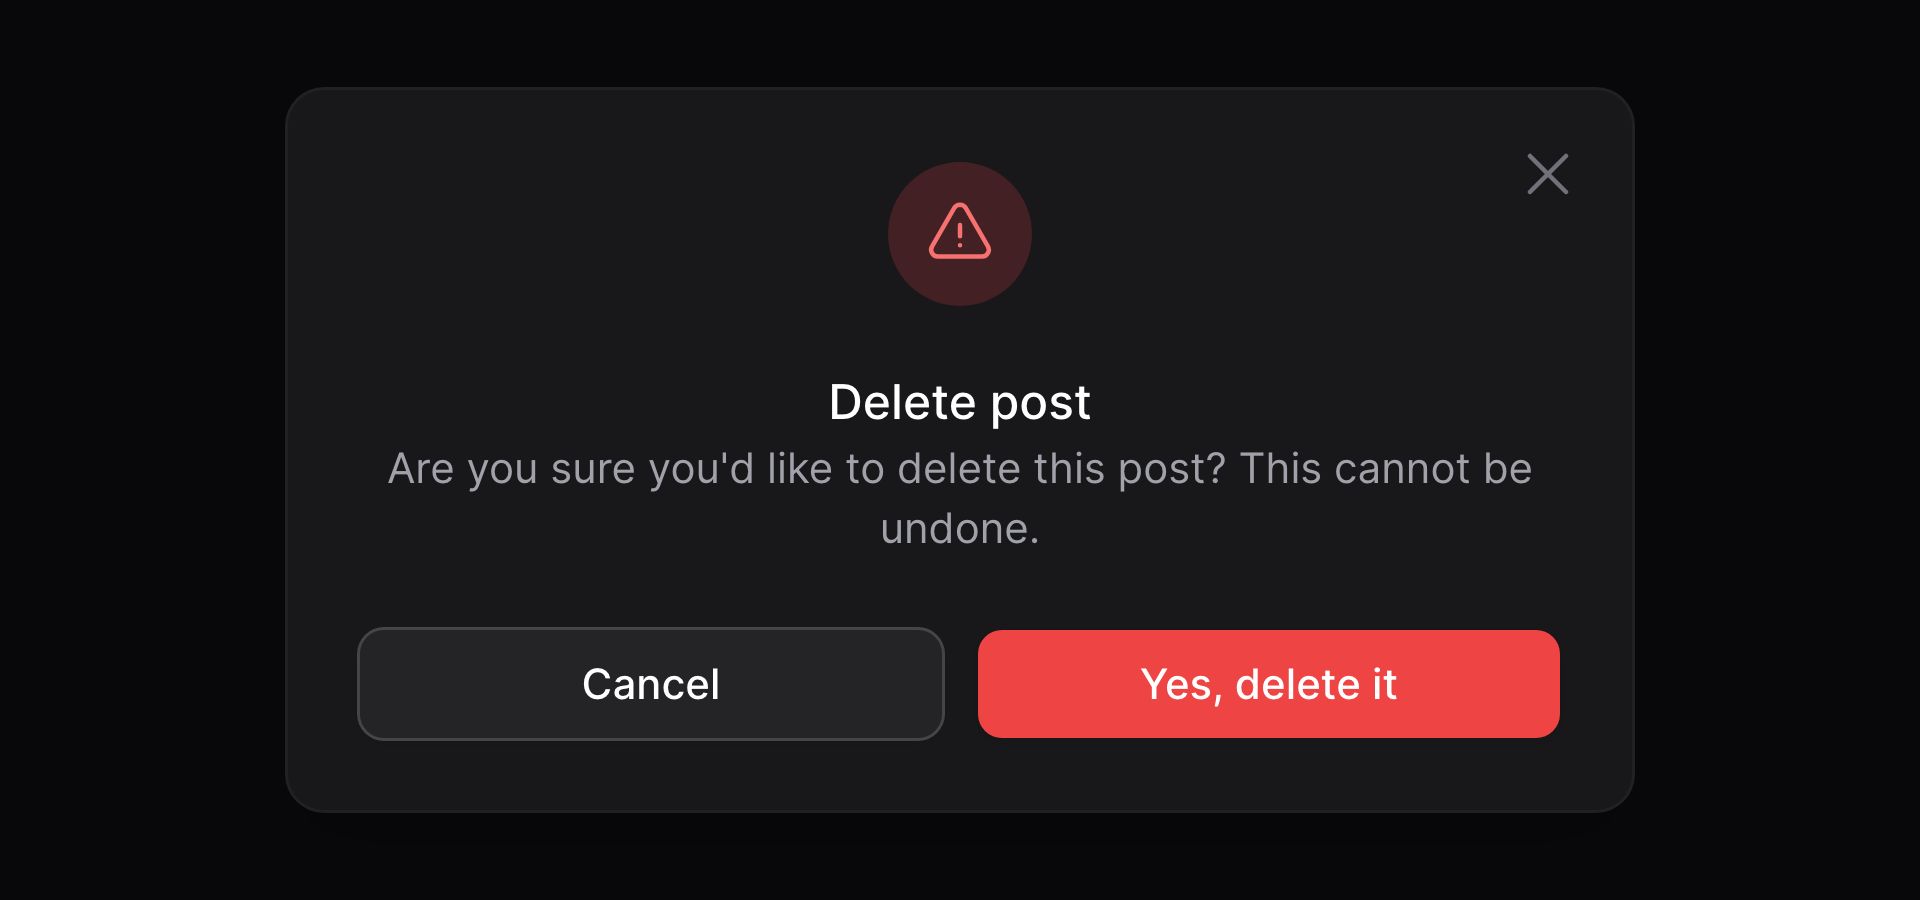 Delete post
Are you sure you'd like to delete this post? This cannot be
undone.
Cancel
Yes, delete it